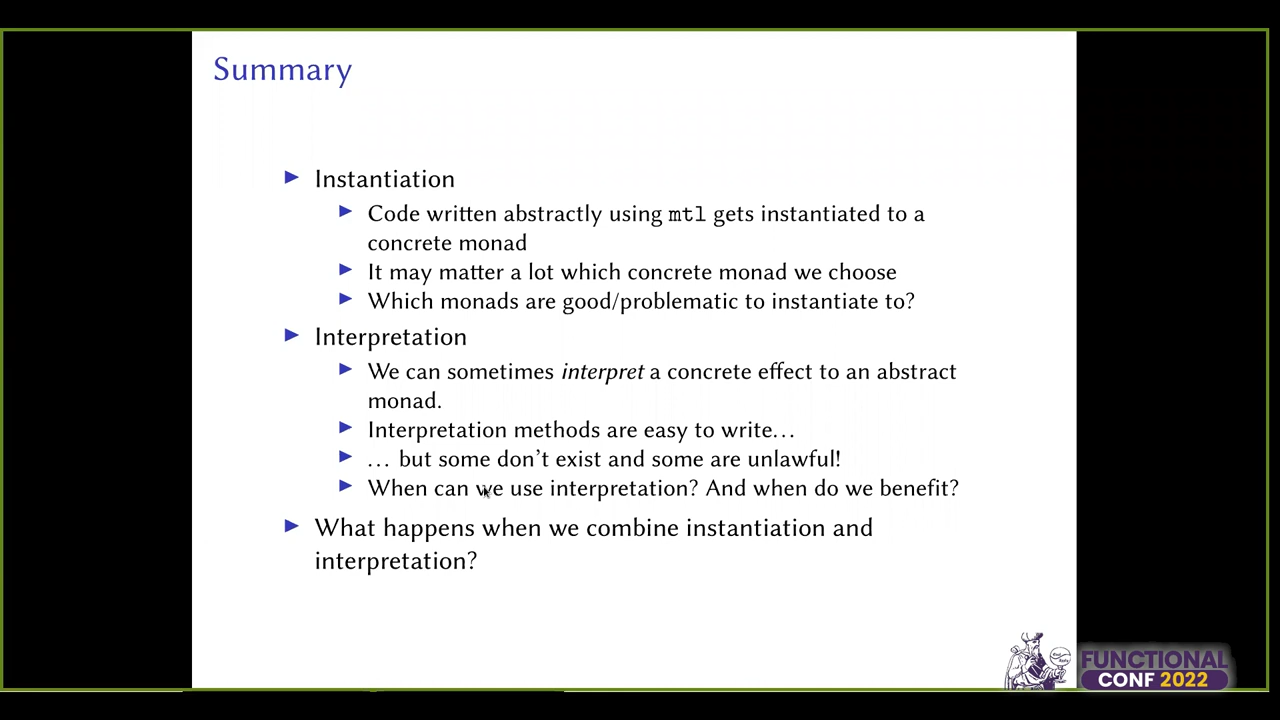 Summary
▶ Instantiation
▶ Code written abstractly using mtl gets instantiated to a
concrete monad
▶ It may matter a lot which concrete monad we choose
▶ Which monads are good/problematic to instantiate to?
▶ Interpretation
▶ We can sometimes interpret a concrete effect to an abstract
monad.
▶ Interpretation methods are easy to write…
▶ … but some don't exist and some are unlawful!
▶ When can we use interpretation? And when do we benefit?
▶ What happens when we combine instantiation and
interpretation?
FUNCTIONAL
CONF 2022